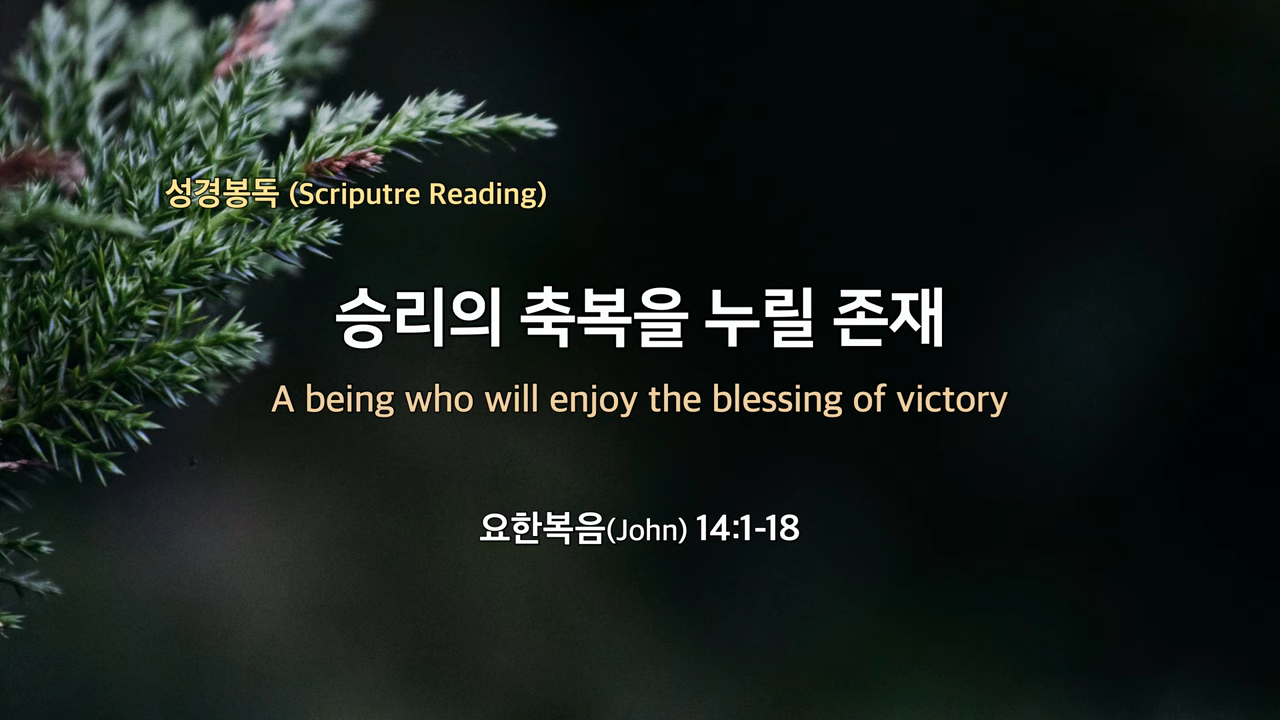 성경봉독 (Scriputre Reading)
승리의 축복을 누릴 존재
A being who will enjoy the blessing of victory
요한복음(John) 14:1-18